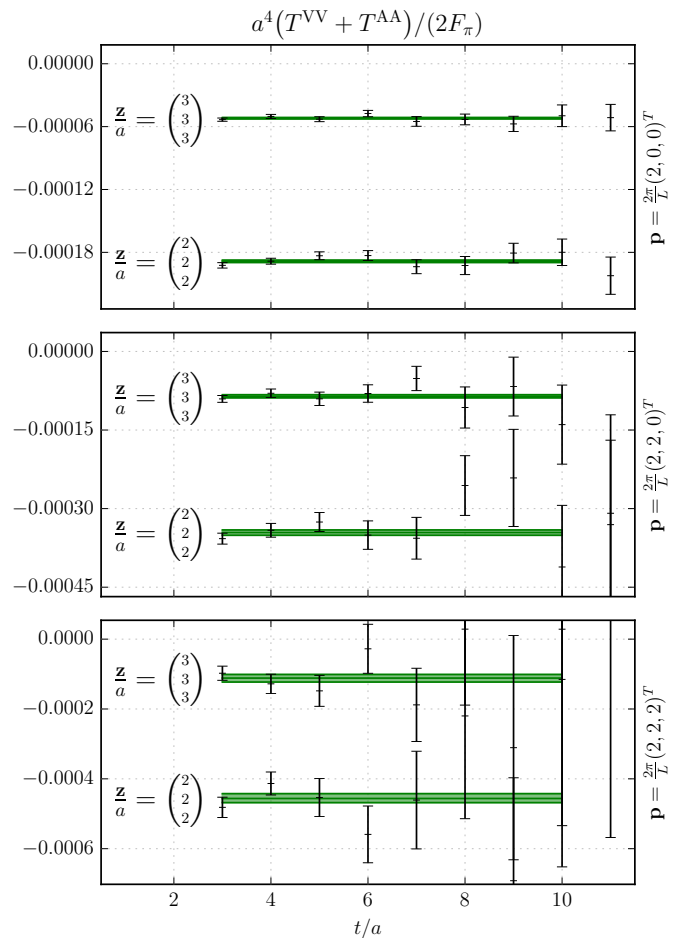 a⁴(Tⱽⱽ + Tᴬᴬ)/(2F_π)
0.00000
z/a = (3 3 3)
−0.00006
−0.00012
−0.00018
z/a = (2 2 2)
p = 2π/L (2, 0, 0)ᵀ
0.00000
z/a = (3 3 3)
−0.00015
−0.00030
z/a = (2 2 2)
−0.00045
p = 2π/L (2, 2, 0)ᵀ
0.0000
z/a = (3 3 3)
−0.0002
−0.0004
z/a = (2 2 2)
−0.0006
p = 2π/L (2, 2, 2)ᵀ
2 4 6 8 10
t/a